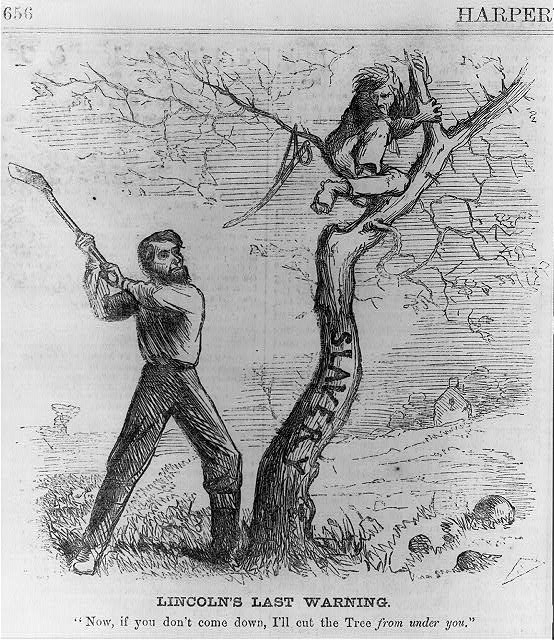 656
HARPER
SLAVERY
LINCOLN'S LAST WARNING.
"Now, if you don't come down, I'll cut the Tree from under you."